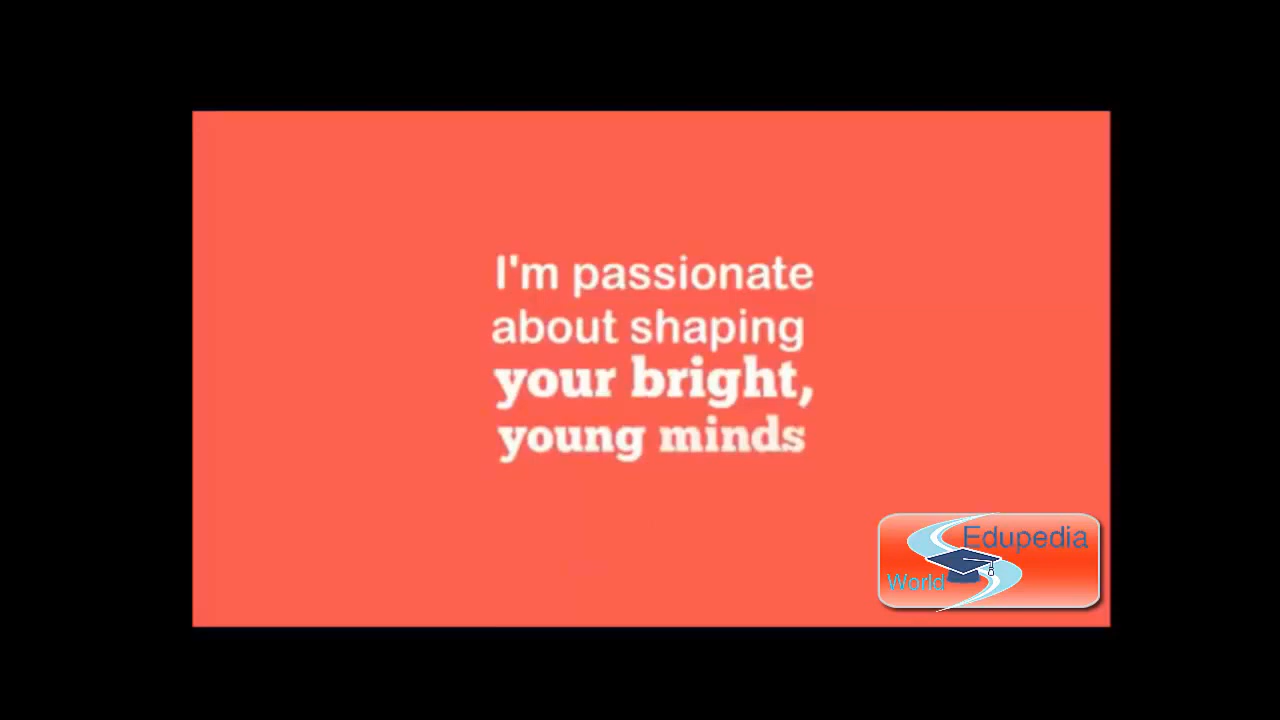 I'm passionate
about shaping
your bright,
young minds
Edupedia
World